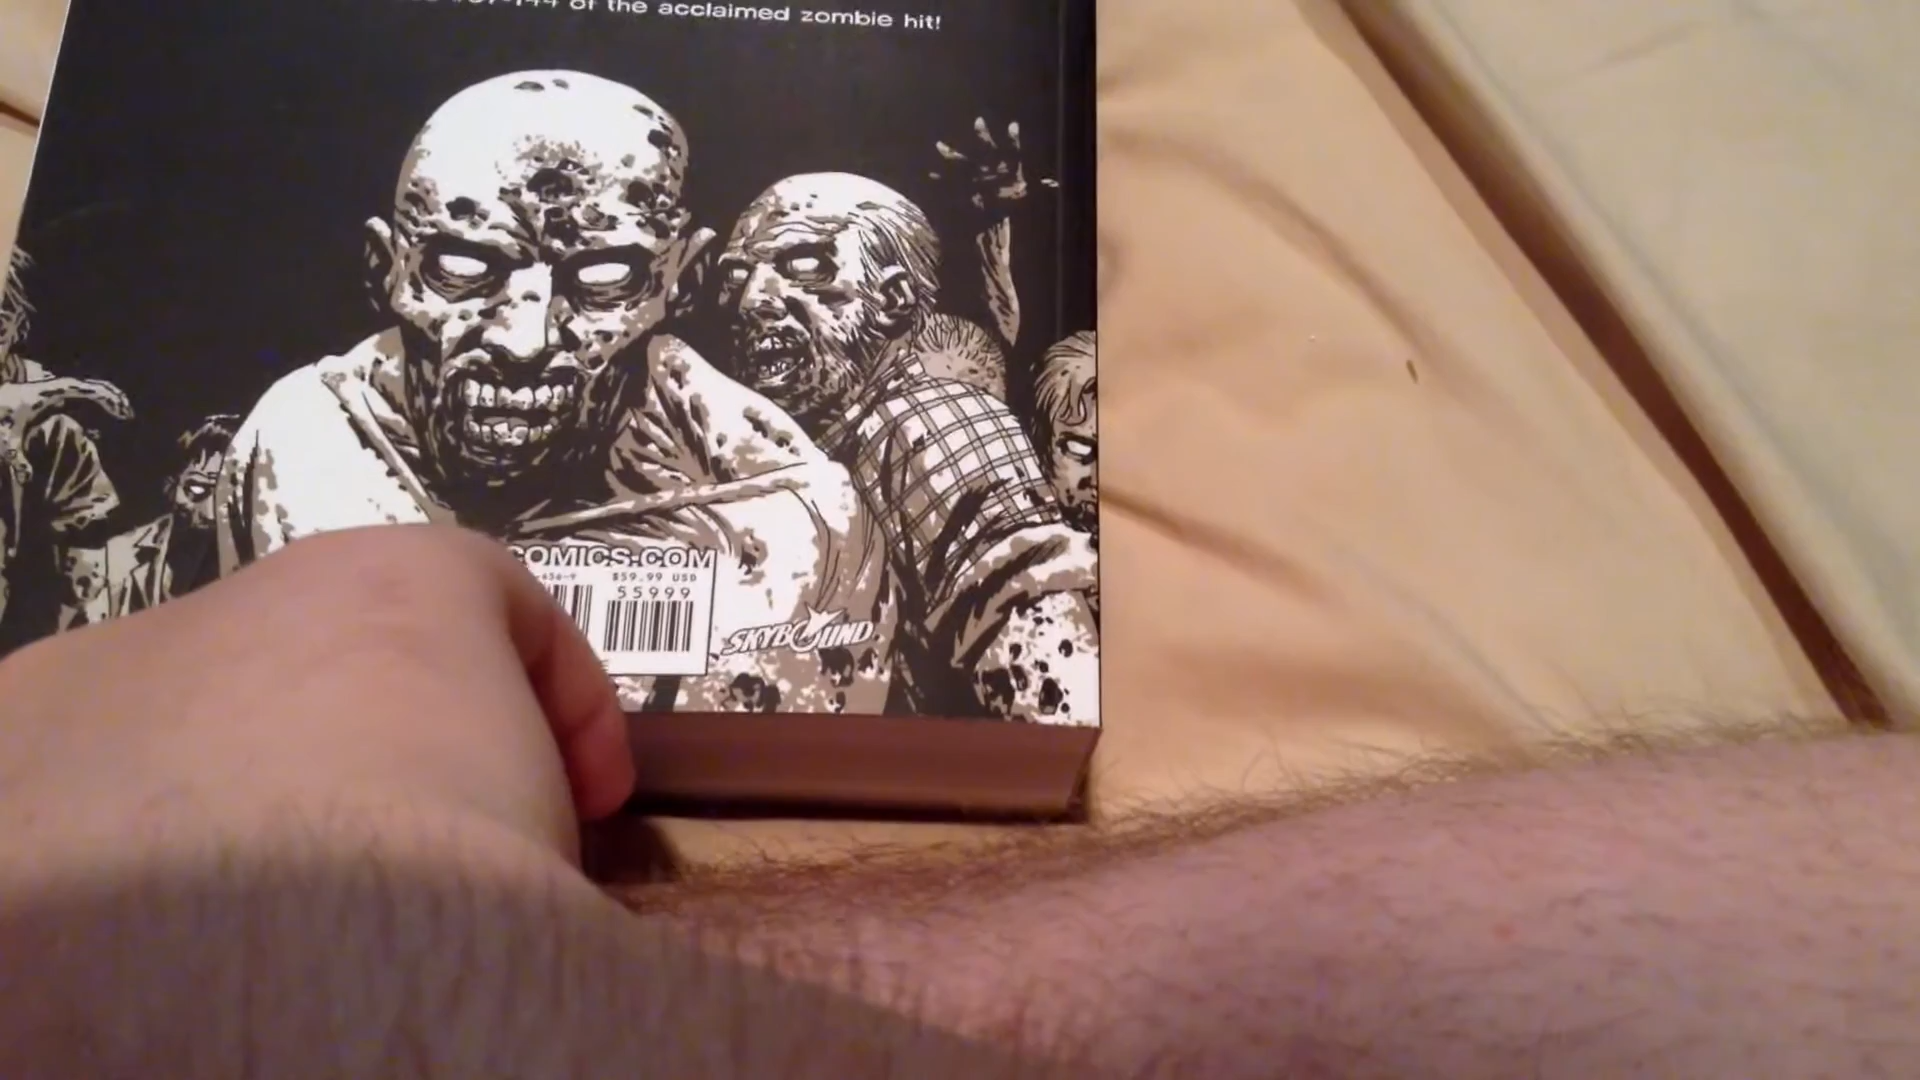 of the acclaimed zombie hit!
COMICS.COM
$59.99 USD
55999
SKYBOUND